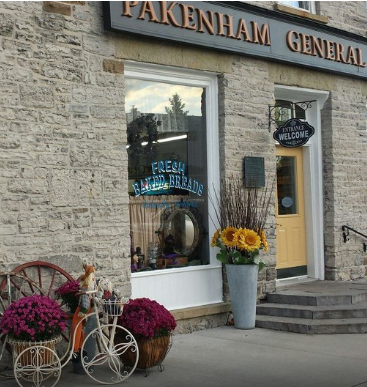 PAKENHAM GENERAL
ENTRANCE
WELCOME
FRESH
BAKED BREADS